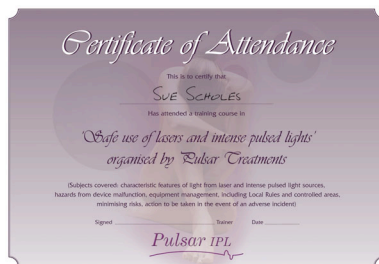 Certificate of Attendance
This is to certify that
SUE SCHOLES
Has attended a training course in
'Safe use of lasers and intense pulsed lights'
organised by Pulsar Treatments
(Subjects covered: characteristic features of light from laser and intense pulsed light sources,
hazards from device malfunction, equipment management. Including Local Rules and controlled areas,
minimising risks, action to be taken in the event of an adverse incident)
Signed Trainer Date
Pulsar IPL